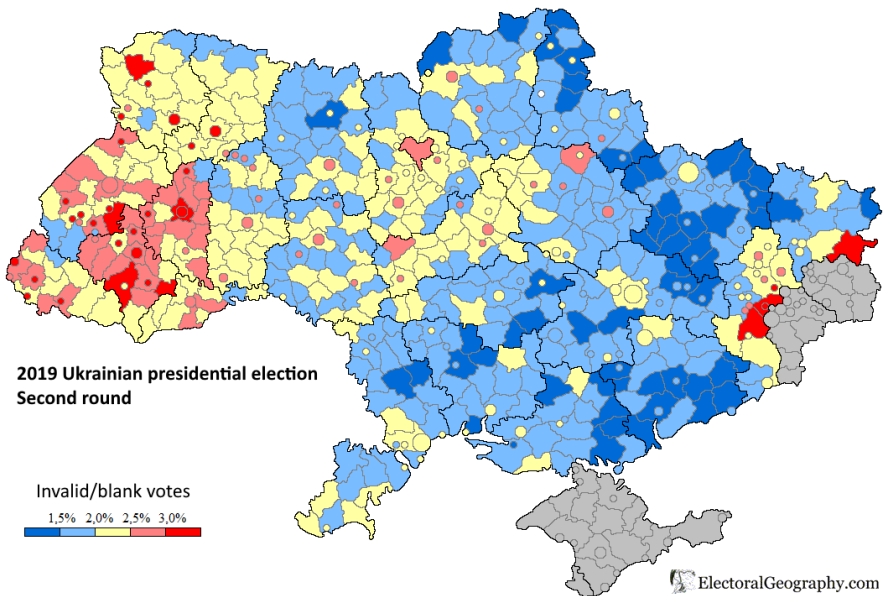 2019 Ukrainian presidential election
Second round
Invalid/blank votes
1,5% 2,0% 2,5% 3,0%
ElectoralGeography.com